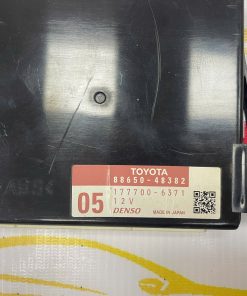 TOYOTA
88650-48382
05
177700-6371
12V
DENSO MADE IN JAPAN